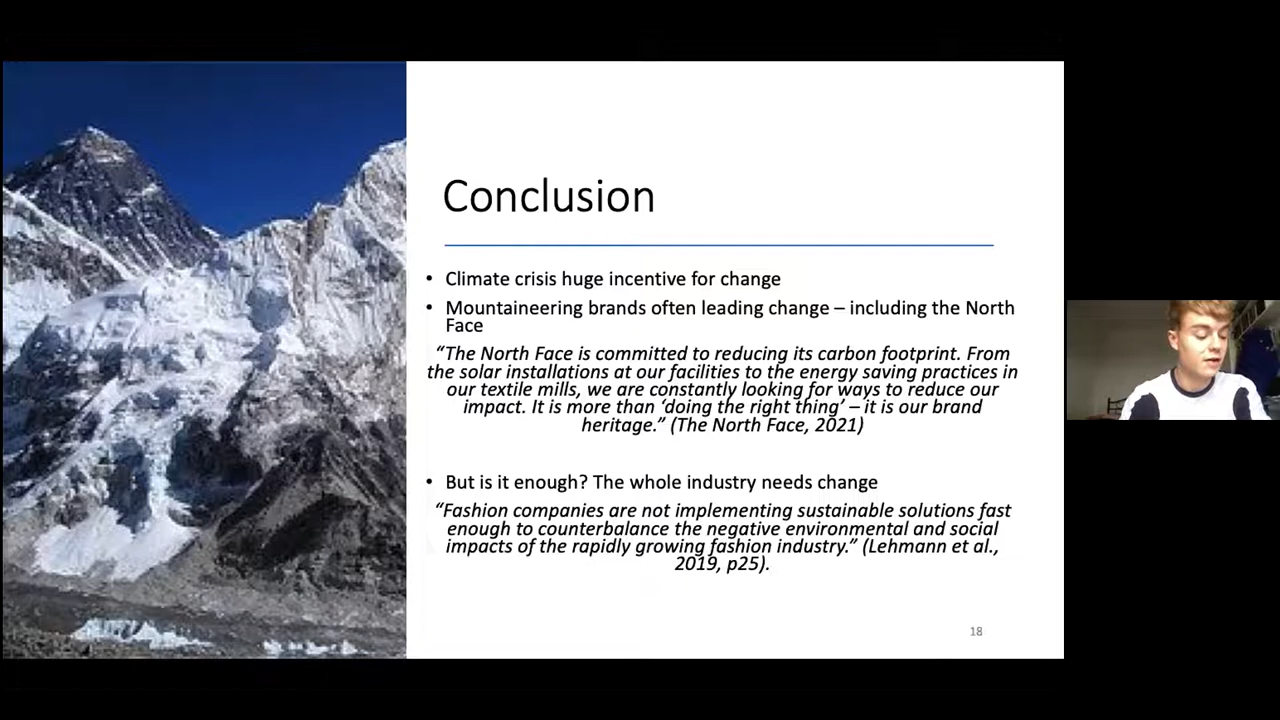 Conclusion
• Climate crisis huge incentive for change
• Mountaineering brands often leading change – including the North
Face
“The North Face is committed to reducing its carbon footprint. From
the solar installations at our facilities to the energy saving practices in
our textile mills, we are constantly looking for ways to reduce our
impact. It is more than ‘doing the right thing’ – it is our brand
heritage.” (The North Face, 2021)
• But is it enough? The whole industry needs change
“Fashion companies are not implementing sustainable solutions fast
enough to counterbalance the negative environmental and social
impacts of the rapidly growing fashion industry.” (Lehmann et al.,
2019, p25).
18